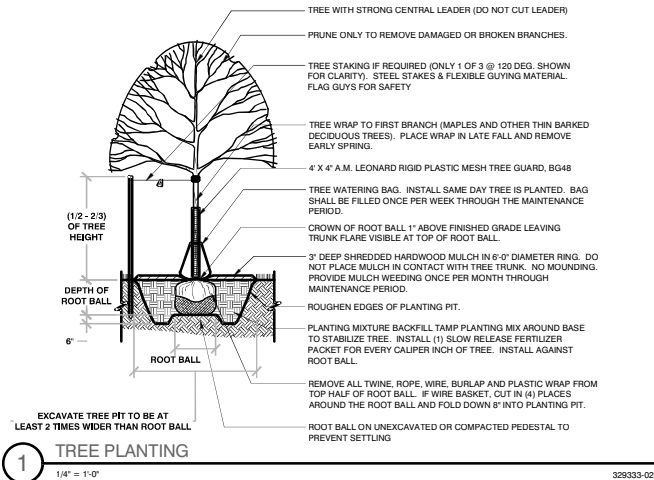 TREE WITH STRONG CENTRAL LEADER (DO NOT CUT LEADER)
PRUNE ONLY TO REMOVE DAMAGED OR BROKEN BRANCHES.
TREE STAKING IF REQUIRED (ONLY 1 OF 3 @ 120 DEG. SHOWN
FOR CLARITY). STEEL STAKES & FLEXIBLE GUYING MATERIAL.
FLAG GUYS FOR SAFETY
TREE WRAP TO FIRST BRANCH (MAPLES AND OTHER THIN BARKED
DECIDUOUS TREES). PLACE WRAP IN LATE FALL AND REMOVE
EARLY SPRING.
4' X 4" A.M. LEONARD RIGID PLASTIC MESH TREE GUARD, BG48
TREE WATERING BAG. INSTALL SAME DAY TREE IS PLANTED. BAG
SHALL BE FILLED ONCE PER WEEK THROUGH THE MAINTENANCE
PERIOD.
CROWN OF ROOT BALL 1" ABOVE FINISHED GRADE LEAVING
TRUNK FLARE VISIBLE AT TOP OF ROOT BALL.
3" DEEP SHREDDED HARDWOOD MULCH IN 6'-0" DIAMETER RING. DO
NOT PLACE MULCH IN CONTACT WITH TREE TRUNK. NO MOUNDING.
PROVIDE MULCH WEEDING ONCE PER MONTH THROUGH
MAINTENANCE PERIOD.
ROUGHEN EDGES OF PLANTING PIT.
PLANTING MIXTURE BACKFILL TAMP PLANTING MIX AROUND BASE
TO STABILIZE TREE. INSTALL (1) SLOW RELEASE FERTILIZER
PACKET FOR EVERY CALIPER INCH OF TREE. INSTALL AGAINST
ROOT BALL.
REMOVE ALL TWINE, ROPE, WIRE, BURLAP AND PLASTIC WRAP FROM
TOP HALF OF ROOT BALL. IF WIRE BASKET, CUT IN (4) PLACES
AROUND THE ROOT BALL AND FOLD DOWN 8" INTO PLANTING PIT.
ROOT BALL ON UNEXCAVATED OR COMPACTED PEDESTAL TO
PREVENT SETTLING
(1/2 - 2/3)
OF TREE
HEIGHT
DEPTH OF
ROOT BALL
6"
ROOT BALL
EXCAVATE TREE PIT TO BE AT
LEAST 2 TIMES WIDER THAN ROOT BALL
1
TREE PLANTING
1/4" = 1'-0"
329333-02